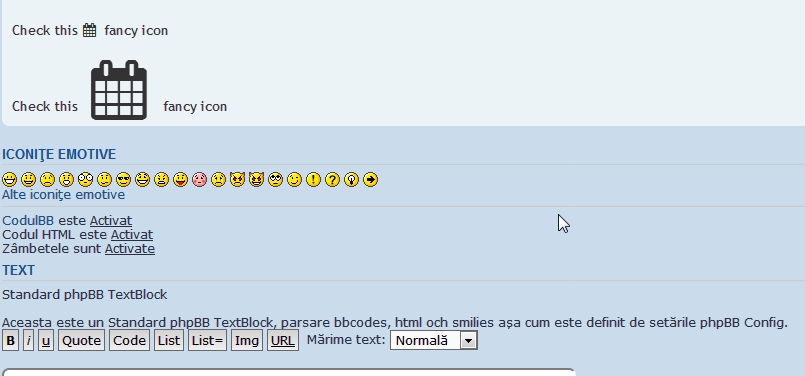 Check this fancy icon
Check this fancy icon
ICONIŢE EMOTIVE
Alte iconiţe emotive
CodulBB este Activat
Codul HTML este Activat
Zâmbetele sunt Activate
TEXT
Standard phpBB TextBlock
Aceasta este un Standard phpBB TextBlock, parsare bbcodes, html och smilies aşa cum este definit de setările phpBB Config.
B i u Quote Code List List= Img URL Mărime text: Normală